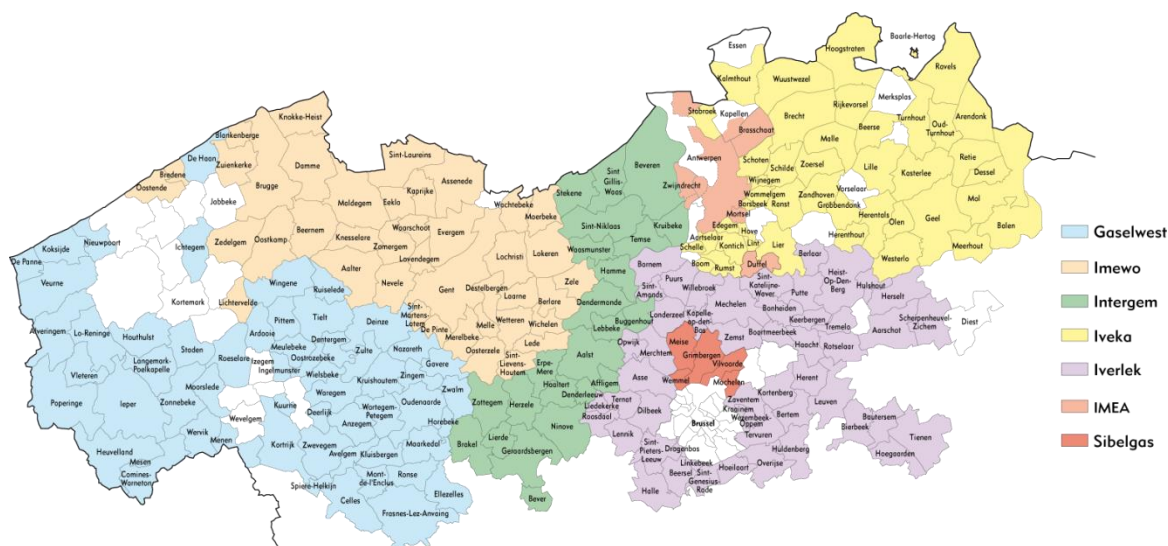 Baarle-Hertog
Hoogstraten
Essen
Ravels
Kalmthout
Wuustwezel
Merksplas
Rijkevorsel
Knokke-Heist
Stabroek
Kapellen
Brecht
Turnhout
Arendonk
Beerse
Oud-
Turnhout
Blankenberge
Brasschaat
Malle
De Haan
Zuienkerke
Damme
Sint-Laureins
Antwerpen
Schoten
Zoersel
Lille
Retie
Bredene
Assenede
Beveren
Schilde
Kasterlee
Dessel
Oostende
Brugge
Kaprijke
Sint
Gillis-
Waas
Zwijndrecht
Wijnegem
Vorselaar
Jabbeke
Maldegem
Eeklo
Stekene
Wommelgem
Zandhoven
Grobbendonk
Mol
Wachtebeke
Borsbeek
Ranst
Moerbeke
Mortsel
Herentals
Geel
Waarschoot
Evergem
Sint-Niklaas
Kruibeke
Edegem
Olen
Balen
Beernem
Hove
Koksijde
Nieuwpoort
Zedelgem
Oostkamp
Knesselare
Zomergem
Temse
Aartselaar
Kontich
Lint
Lier
Herenthout
Meerhout
Ichtegem
Lochristi
Waasmunster
Schelle
De Panne
Lovendegem
Lokeren
Boom
Rumst
Duffel
Berlaar
Westerlo
Aalter
Hamme
Bornem
Puurs
Veurne
Wingene
Ruiselede
Nevele
Gent
Destelbergen
Zele
Sint-
Amands
Willebroek
Sint-
Katelijne-
Waver
Putte
Heist-
Op-Den-
Berg
Hulshout
Herselt
Kortemark
Lichtervelde
Laarne
Berlare
Dendermonde
Mechelen
Sint-
Martens-
Latem
Wetteren
Wichelen
Buggenhout
Londerzeel
Kapelle-
op-den-
Bos
Bonheiden
Scherpenheuvel-
Zichem
Alveringem
Lo-Reninge
Houthulst
Pittem
Tielt
Deinze
De Pinte
Melle
Lebbeke
Zemst
Boortmeerbeek
Keerbergen
Tremelo
Aarschot
Diest
Ardooie
Merelbeke
Lede
Opwijk
Meise
Staden
Dentergem
Oosterzele
Merchtem
Grimbergen
Haacht
Rotselaar
Langemark-
Poelkapelle
Roeselare
Meulebeke
Zulte
Nazareth
Sint-
Lievens-
Houtem
Erpe-
Mere
Aalst
Vilvoorde
Izegem
Oostrozebeke
Gavere
Vleteren
Ingelmunster
Wielsbeke
Kruishoutem
Zingem
Haaltert
Affligem
Asse
Wemmel
Machelen
Herent
Moorslede
Zwalm
Denderleeuw
Ternat
Kortenberg
Waregem
Zottegem
Liedekerke
Zaventem
Leuven
Poperinge
Ieper
Zonnebeke
Kuurne
Deerlijk
Wortegem-
Petegem
Oudenaarde
Herzele
Roosdaal
Dilbeek
Kraainem
Wezembeek-
Oppem
Bertem
Boutersem
Wevelgem
Anzegem
Horebeke
Ninove
Brussel
Bierbeek
Tienen
Wervik
Menen
Lierde
Lennik
Tervuren
Kortrijk
Zwevegem
Maarkedal
Brakel
Sint-
Pieters-
Leeuw
Drogenbos
Huldenberg
Hoegaarden
Heuvelland
Avelgem
Kluisbergen
Geraardsbergen
Linkebeek
Hoeilaart
Overijse
Mesen
Ronse
Beersel
Sint-
Genesius-
Rode
Comines-
Warneton
Spiere-Helkijn
Mont-
de-l'Enclus
Ellezelles
Halle
Celles
Bever
Frasnes-Lez-Anvaing
Gaselwest
Imewo
Intergem
Iveka
Iverlek
IMEA
Sibelgas